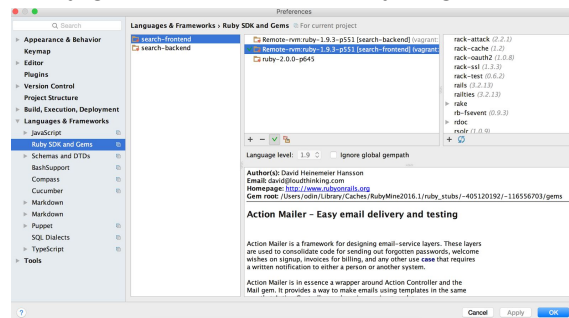 Preferences
Search
Languages & Frameworks › Ruby SDK and Gems
For current project
Appearance & Behavior
Keymap
Editor
Plugins
Version Control
Project Structure
Build, Execution, Deployment
Languages & Frameworks
JavaScript
Ruby SDK and Gems
Schemas and DTDs
BashSupport
Compass
Cucumber
Markdown
Markdown
Puppet
SQL Dialects
TypeScript
Tools
search-frontend
search-backend
Remote-rvm:ruby-1.9.3-p551 [search-backend] (vagrant:
Remote-rvm:ruby-1.9.3-p551 [search-frontend] (vagrant:
ruby-2.0.0-p645
rack-attack (2.2.1)
rack-cache (1.2)
rack-oauth2 (1.0.8)
rack-ssl (1.3.3)
rack-test (0.6.2)
rails (3.2.13)
railties (3.2.13)
rake
rb-fsevent (0.9.3)
rdoc
rsolr (1.0.9)
Language level: 1.9
Ignore global gempath
Author(s): David Heinemeier Hansson
Email: david@loudthinking.com
Homepage: http://www.rubyonrails.org
Gem root: /Users/odin/Library/Caches/RubyMine2016.1/ruby_stubs/-405120192/-116556703/gems
Action Mailer – Easy email delivery and testing
Action Mailer is a framework for designing email-service layers. These layers
are used to consolidate code for sending out forgotten passwords, welcome
wishes on signup, invoices for billing, and any other use case that requires
a written notification to either a person or another system.
Action Mailer is in essence a wrapper around Action Controller and the
Mail gem. It provides a way to make emails using templates in the same
?
Cancel
Apply
OK